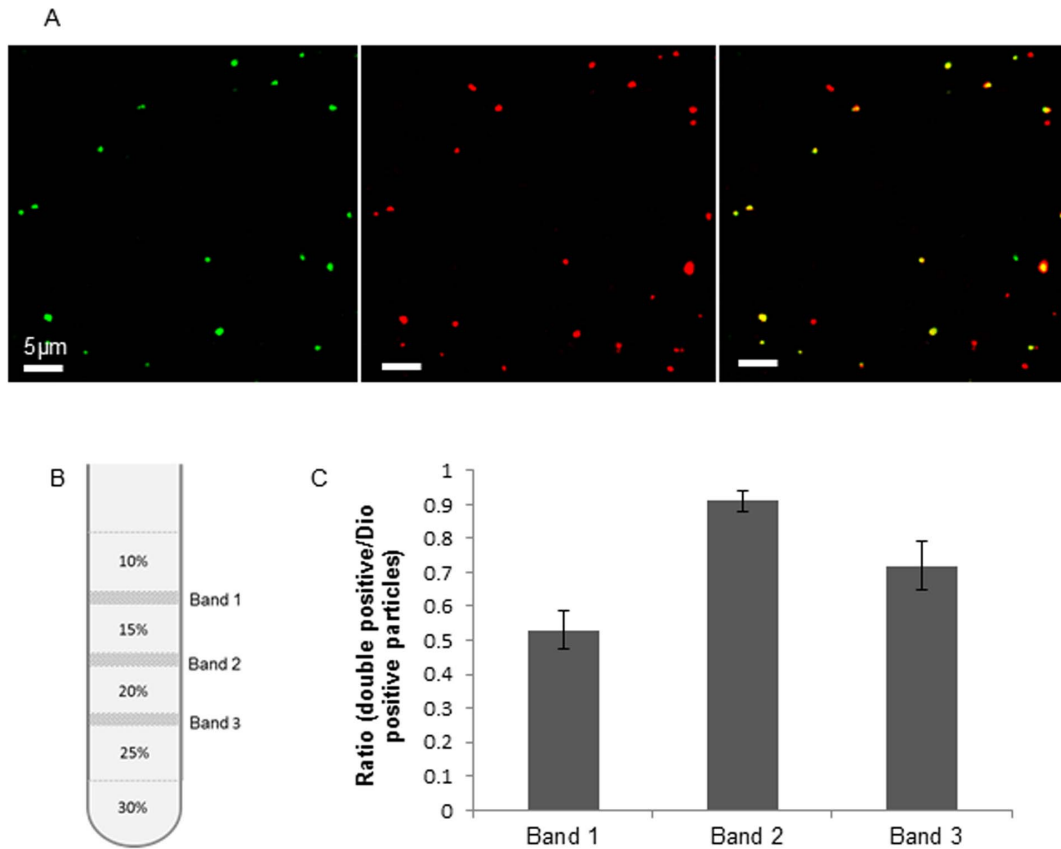 A
5µm
B
10%
Band 1
15%
Band 2
20%
Band 3
25%
30%
C
Ratio (double positive/Dio
positive particles)
1
0.9
0.8
0.7
0.6
0.5
0.4
0.3
0.2
0.1
0
Band 1
Band 2
Band 3